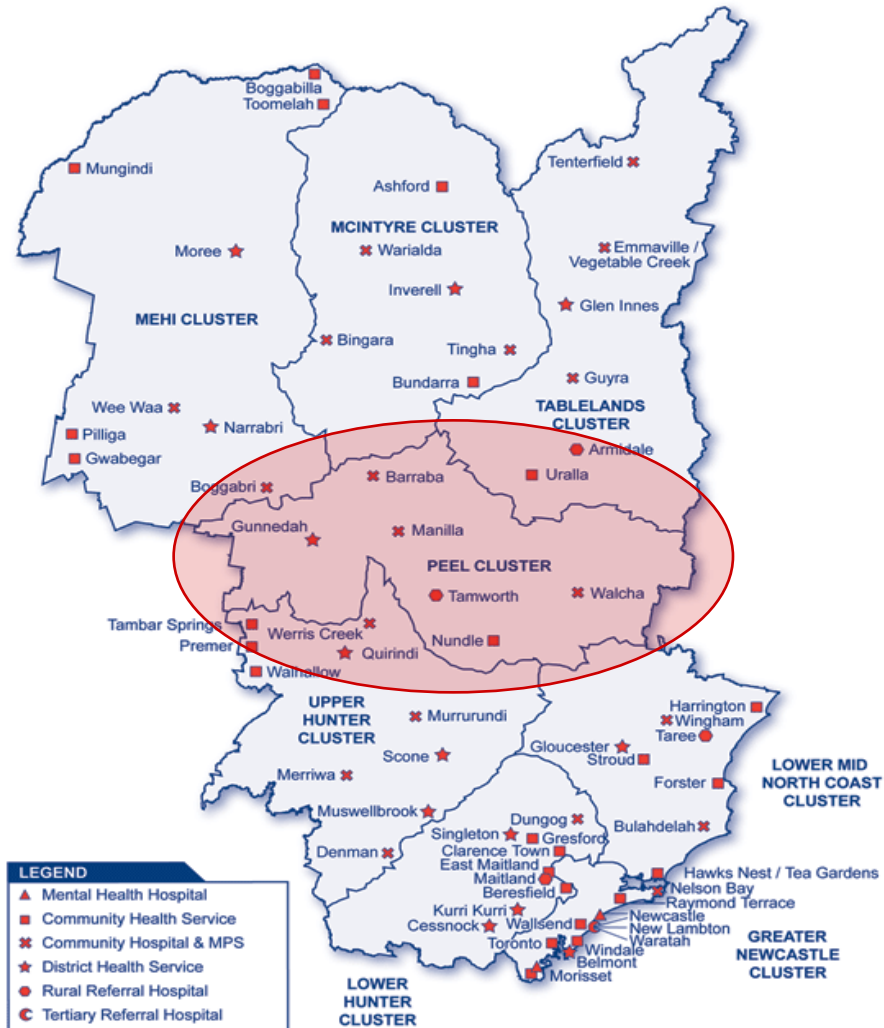 Boggabilla
Toomelah
Mungindi
Ashford
Tenterfield
MCINTYRE CLUSTER
Moree
Warialda
Emmaville /
Vegetable Creek
Inverell
Glen Innes
MEHI CLUSTER
Bingara
Tingha
Bundarra
Guyra
Wee Waa
TABLELANDS
CLUSTER
Narrabri
Pilliga
Gwabegar
Armidale
Uralla
Boggabri
Barraba
Gunnedah
Manilla
PEEL CLUSTER
Tamworth
Walcha
Tambar Springs
Werris Creek
Premer
Nundle
Quirindi
Walhallow
UPPER
HUNTER
CLUSTER
Murrurundi
Harrington
Wingham
Taree
Scone
Gloucester
Stroud
Merriwa
Forster
LOWER MID
NORTH COAST
CLUSTER
Muswellbrook
Dungog
Bulahdelah
Singleton
Gresford
Denman
Clarence Town
East Maitland
Maitland
Beresfield
Hawks Nest / Tea Gardens
Nelson Bay
Raymond Terrace
Kurri Kurri
Wallsend
Newcastle
Cessnock
New Lambton
Waratah
Toronto
Windale
Belmont
Morisset
GREATER
NEWCASTLE
CLUSTER
LOWER
HUNTER
CLUSTER
LEGEND
Mental Health Hospital
Community Health Service
Community Hospital & MPS
District Health Service
Rural Referral Hospital
Tertiary Referral Hospital